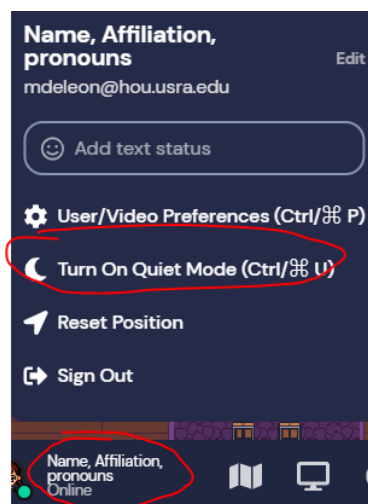 Name, Affiliation,
pronouns
Edit
mdeleon@hou.usra.edu
Add text status
User/Video Preferences (Ctrl/⌘ P)
Turn On Quiet Mode (Ctrl/⌘ U)
Reset Position
Sign Out
Name, Affiliation,
pronouns
Online